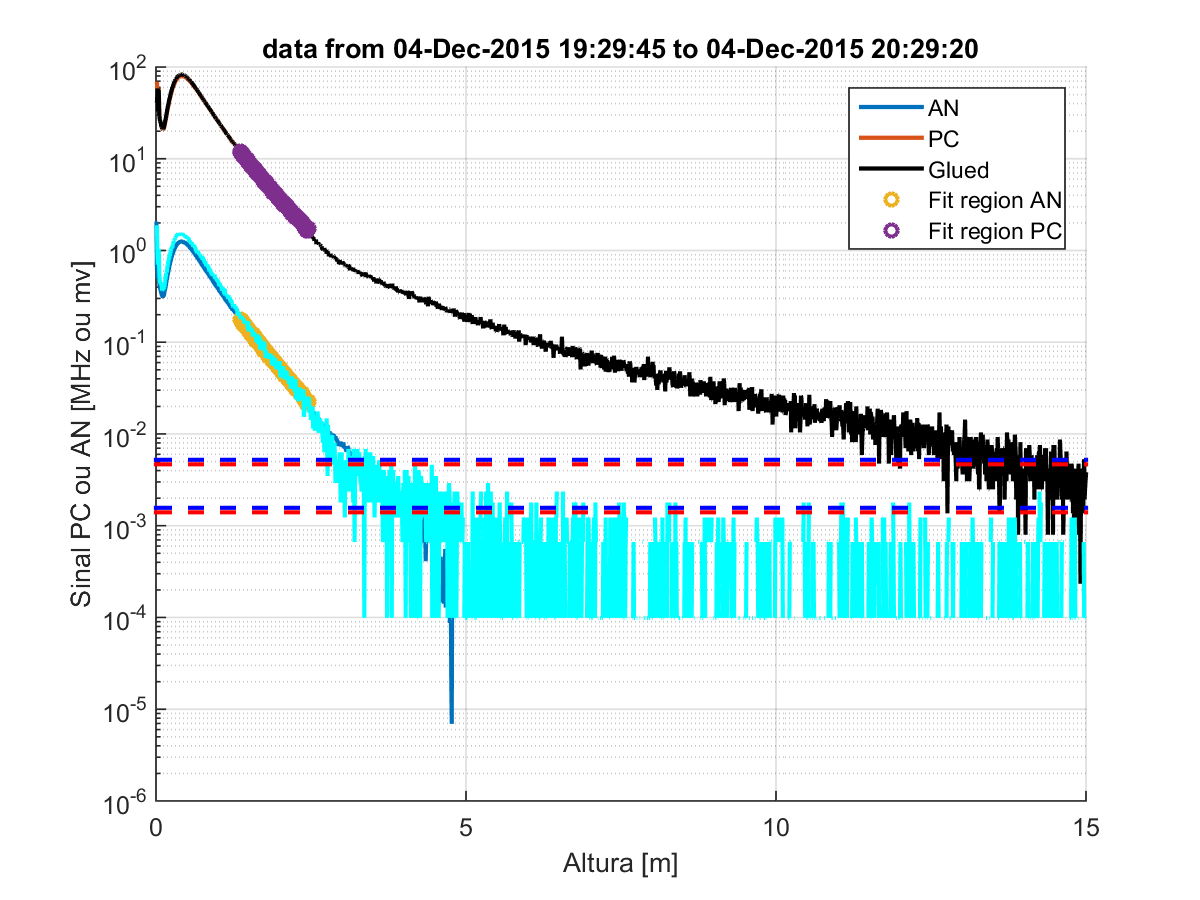 data from 04-Dec-2015 19:29:45 to 04-Dec-2015 20:29:20
10^2
10^1
10^0
10^-1
10^-2
10^-3
10^-4
10^-5
10^-6
Sinal PC ou AN [MHz ou mv]
AN
PC
Glued
Fit region AN
Fit region PC
0 5 10 15
Altura [m]